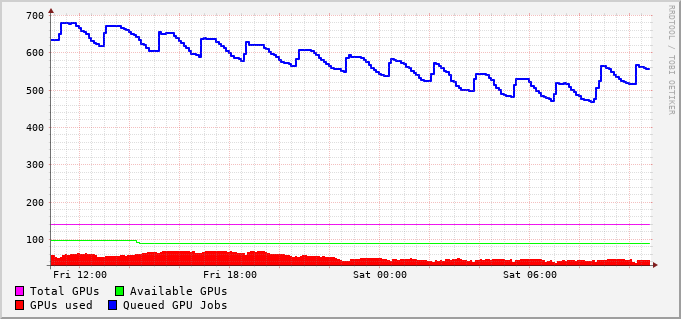 700
600
500
400
300
200
100
Fri 12:00 Fri 18:00 Sat 00:00 Sat 06:00
Total GPUs Available GPUs
GPUs used Queued GPU Jobs
RRDTOOL / TOBI OETIKER